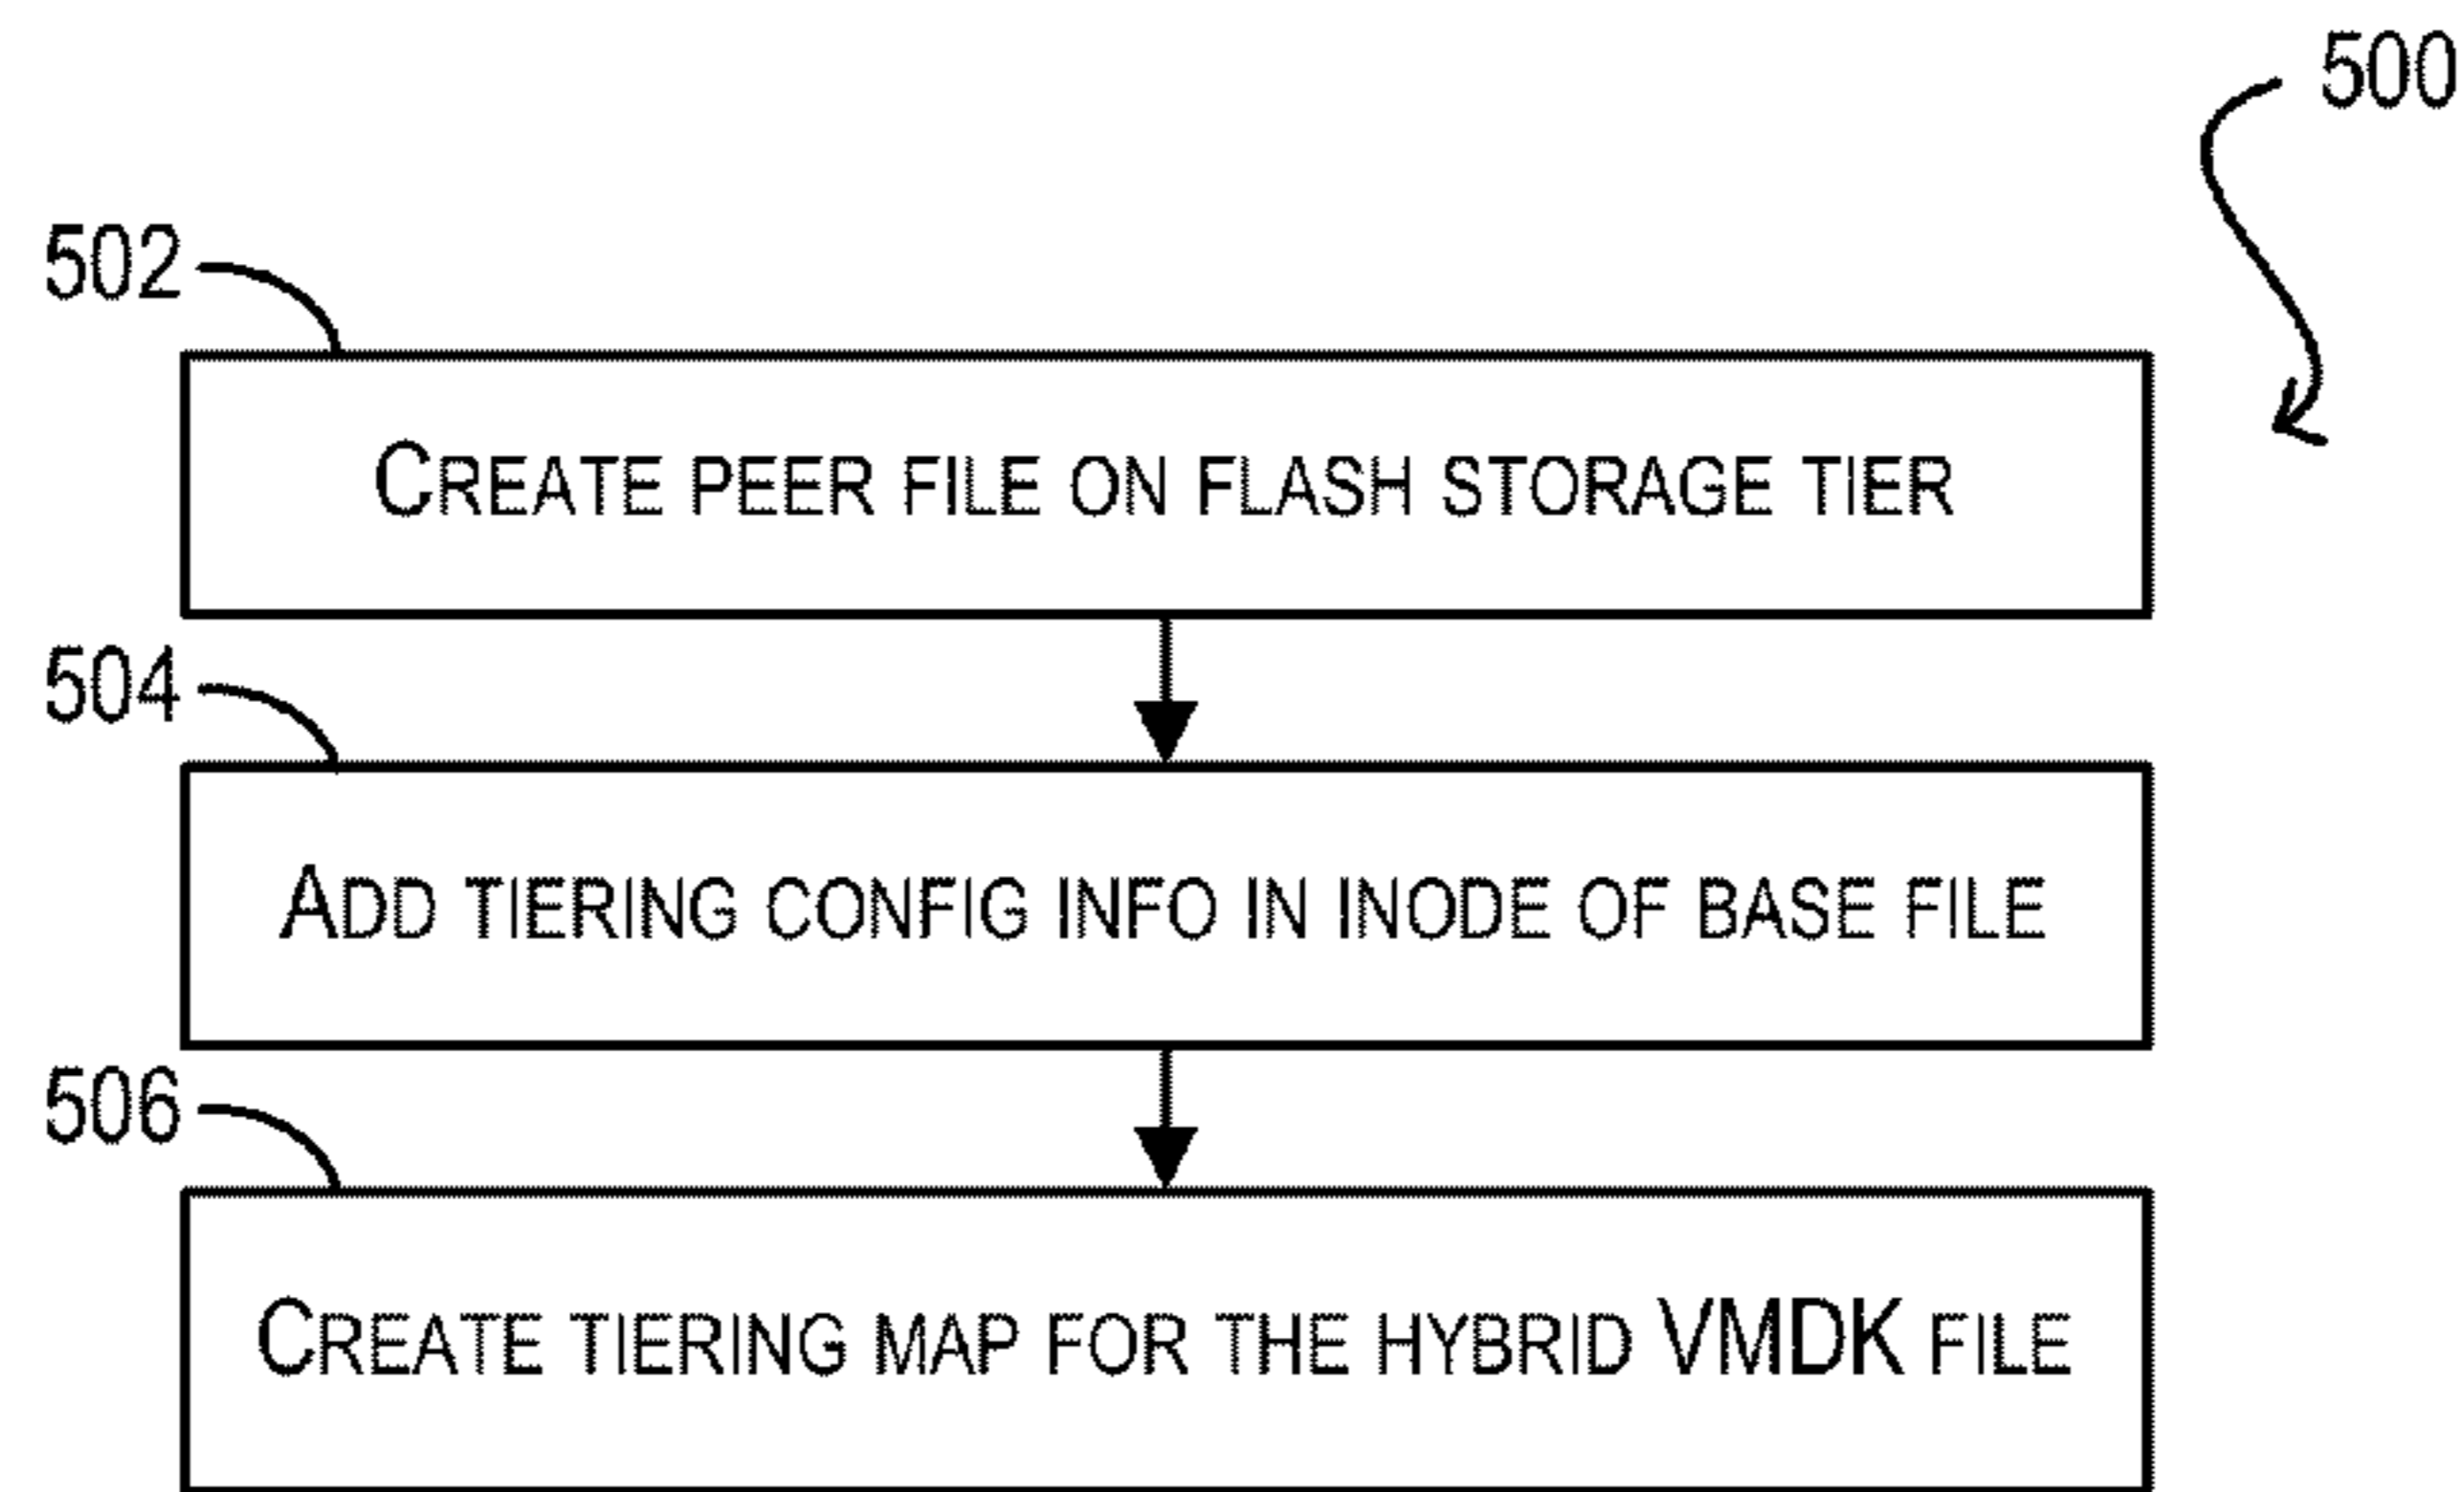 500
502
CREATE PEER FILE ON FLASH STORAGE TIER
504
ADD TIERING CONFIG INFO IN INODE OF BASE FILE
506
CREATE TIERING MAP FOR THE HYBRID VMDK FILE